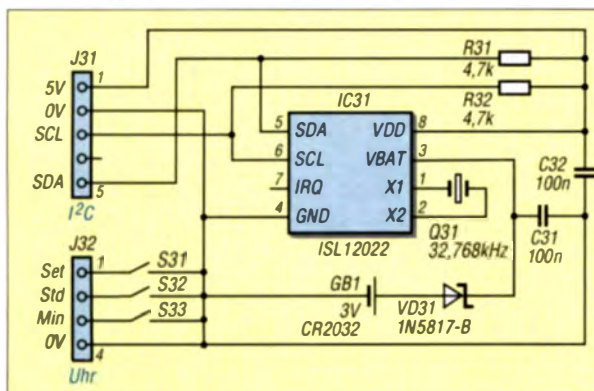 J31
5V
1
0V
SCL
SDA
5
I²C
J32
Set
1
S31
Std
S32
Min
S33
0V
4
Uhr
IC31
5
SDA
VDD
8
6
SCL
VBAT
3
7
IRQ
X1
1
4
GND
X2
2
ISL12022
R31
4,7k
R32
4,7k
C32
100n
C31
100n
Q31
32,768kHz
GB1
3V
CR2032
VD31
1N5817-B